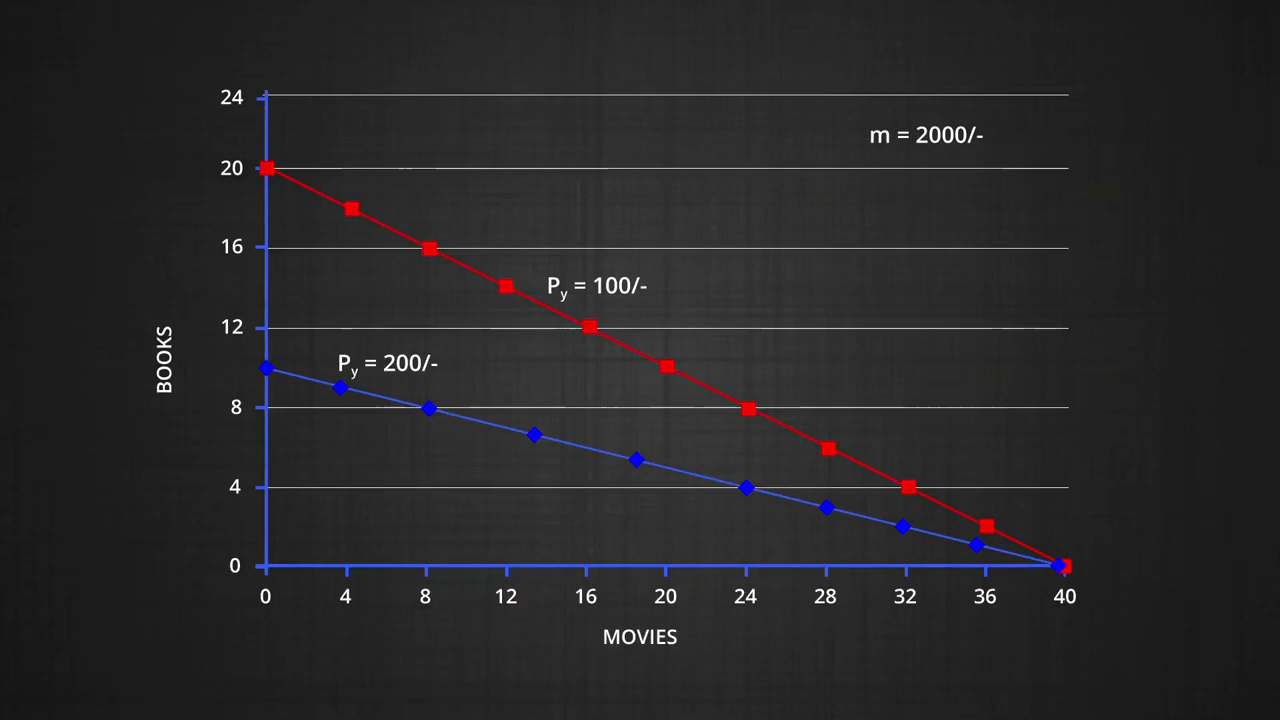 24
m = 2000/-
20
16
Py = 100/-
12
Py = 200/-
BOOKS
8
4
0
0 4 8 12 16 20 24 28 32 36 40
MOVIES